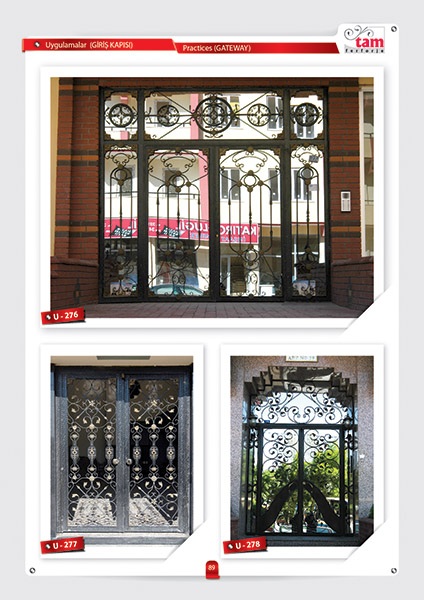 Uygulamalar (GİRİŞ KAPISI)
Practices (GATEWAY)
tam
ferforje
U - 276
U - 277
U - 278
89